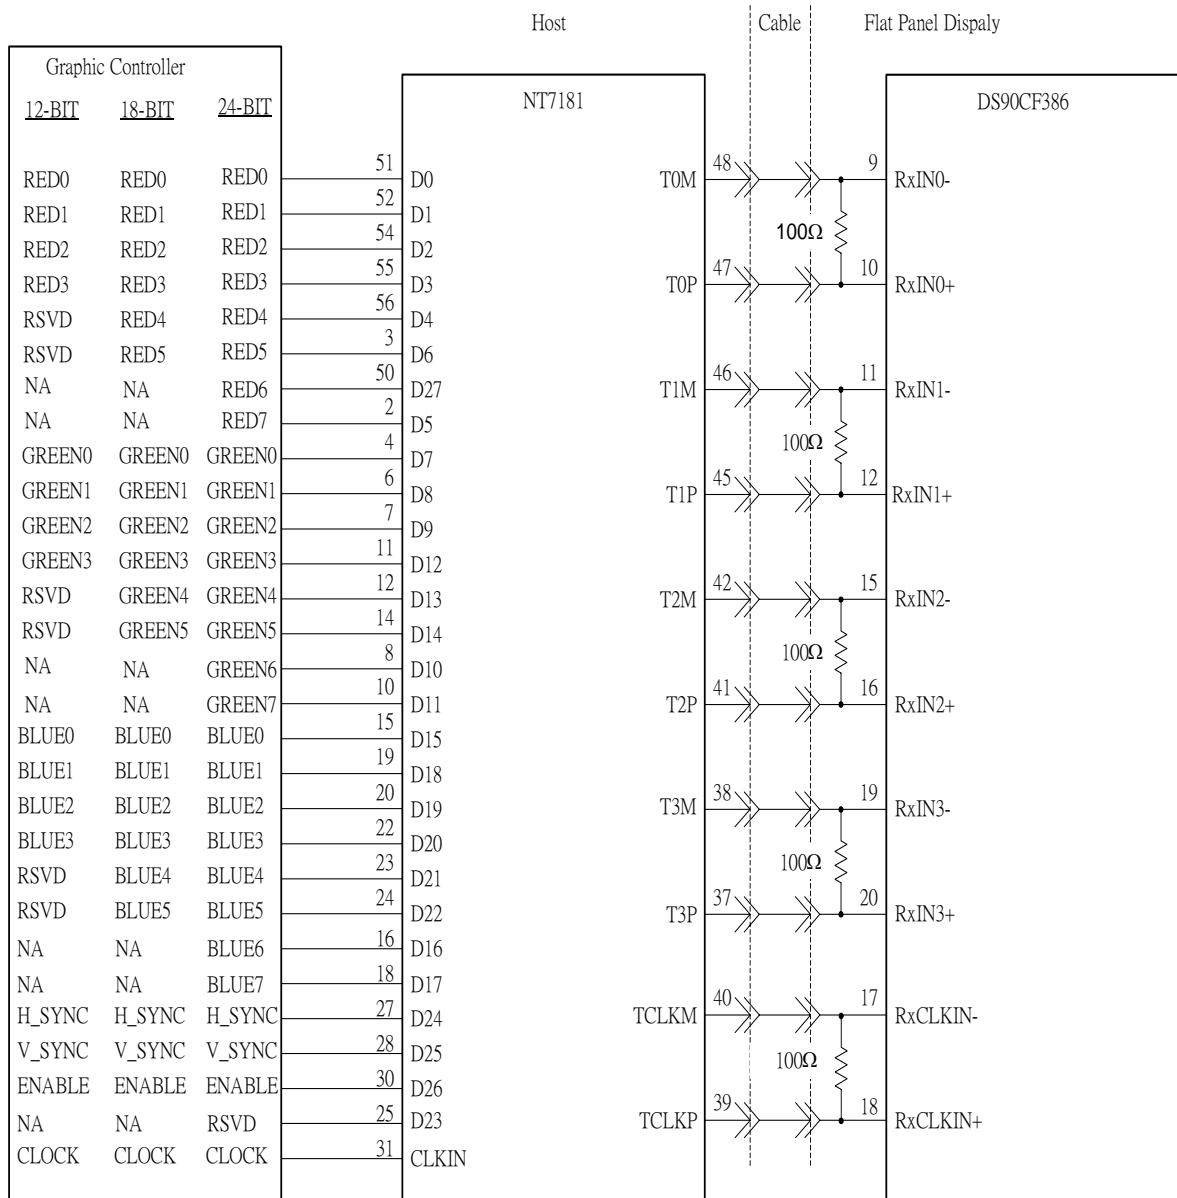 Host Cable Flat Panel Dispaly
Graphic Controller
NT7181 DS90CF386
12-BIT 18-BIT 24-BIT
RED0 RED0 RED0 51 D0 T0M 48 9 RxIN0-
RED1 RED1 RED1 52 D1
100Ω
RED2 RED2 RED2 54 D2
RED3 RED3 RED3 55 D3 T0P 47 10 RxIN0+
RSVD RED4 RED4 56 D4
RSVD RED5 RED5 3 D6
NA NA RED6 50 D27 T1M 46 11 RxIN1-
NA NA RED7 2 D5
100Ω
GREEN0 GREEN0 GREEN0 4 D7
GREEN1 GREEN1 GREEN1 6 D8 T1P 45 12 RxIN1+
GREEN2 GREEN2 GREEN2 7 D9
GREEN3 GREEN3 GREEN3 11 D12
RSVD GREEN4 GREEN4 12 D13 T2M 42 15 RxIN2-
RSVD GREEN5 GREEN5 14 D14
100Ω
NA NA GREEN6 8 D10
NA NA GREEN7 10 D11 T2P 41 16 RxIN2+
BLUE0 BLUE0 BLUE0 15 D15
BLUE1 BLUE1 BLUE1 19 D18
BLUE2 BLUE2 BLUE2 20 D19 T3M 38 19 RxIN3-
BLUE3 BLUE3 BLUE3 22 D20
100Ω
RSVD BLUE4 BLUE4 23 D21
RSVD BLUE5 BLUE5 24 D22 T3P 37 20 RxIN3+
NA NA BLUE6 16 D16
NA NA BLUE7 18 D17
H_SYNC H_SYNC H_SYNC 27 D24 TCLKM 40 17 RxCLKIN-
V_SYNC V_SYNC V_SYNC 28 D25
100Ω
ENABLE ENABLE ENABLE 30 D26
NA NA RSVD 25 D23 TCLKP 39 18 RxCLKIN+
CLOCK CLOCK CLOCK 31 CLKIN